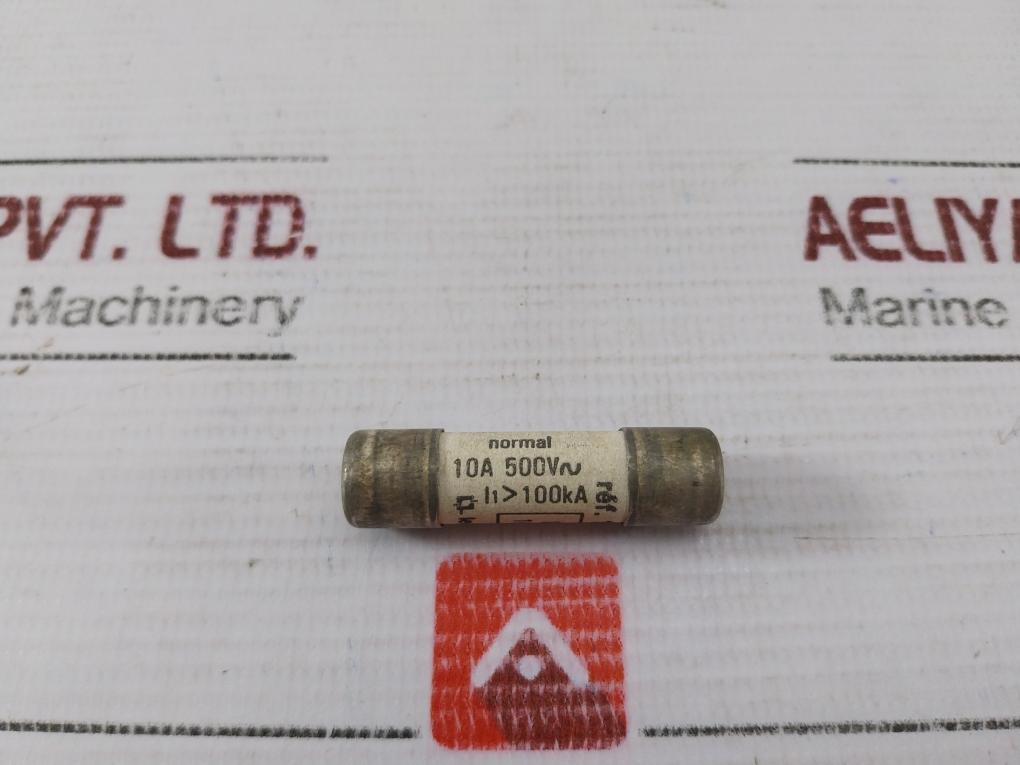 PVT. LTD.
Machinery
AELIY
Marine
normal
10A 500V~
I1>100kA
réf.